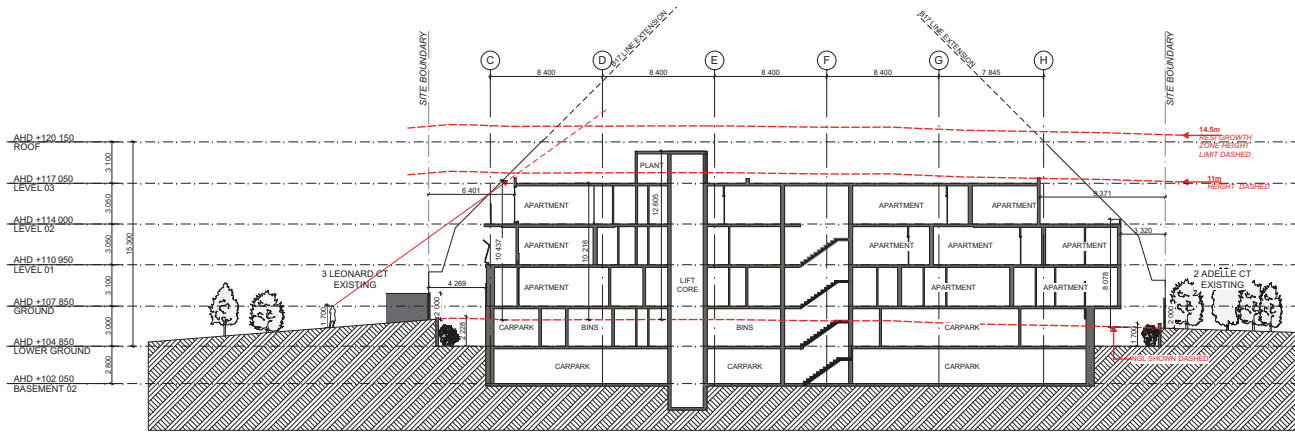 SITE BOUNDARY
B17 LINE EXTENSION
B17 LINE EXTENSION
SITE BOUNDARY
C
D
E
F
G
H
8 400
8 400
8 400
8 400
7 845
14.5m
RESI GROWTH
ZONE HEIGHT
LIMIT DASHED
11m
HEIGHT DASHED
AHD +120 150
ROOF
3 100
AHD +117 050
LEVEL 03
3 050
AHD +114 000
LEVEL 02
3 050
AHD +110 950
LEVEL 01
3 100
AHD +107 850
GROUND
3 000
AHD +104 850
LOWER GROUND
2 800
AHD +102 050
BASEMENT 02
15 300
6 401
9 371
3 320
4 269
PLANT
12 605
10 437
10 216
8 078
APARTMENT
APARTMENT
APARTMENT
APARTMENT
APARTMENT
APARTMENT
APARTMENT
APARTMENT
APARTMENT
APARTMENT
LIFT
CORE
3 LEONARD CT
EXISTING
2 ADELLE CT
EXISTING
1 700
2 000
2 228
2 000
1 700
CARPARK
BINS
BINS
CARPARK
CARPARK
CARPARK
CARPARK
NGL SHOWN DASHED